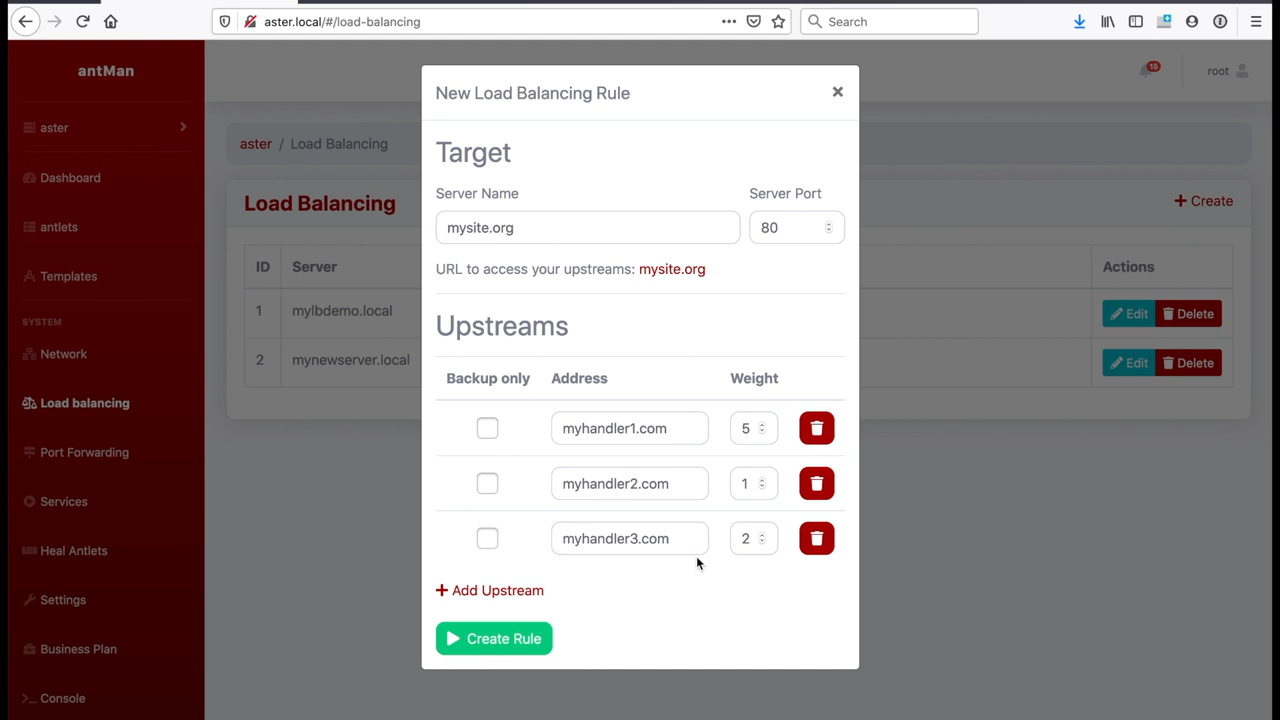 aster.local/#/load-balancing
Search
antMan
16
root
aster
aster / Load Balancing
Dashboard
antlets
Templates
SYSTEM
Network
Load balancing
Port Forwarding
Services
Heal Antlets
Settings
Business Plan
Console
Load Balancing
Create
ID Server Actions
1 mylbdemo.local Edit Delete
2 mynewserver.local Edit Delete
New Load Balancing Rule
Target
Server Name Server Port
mysite.org 80
URL to access your upstreams: mysite.org
Upstreams
Backup only Address Weight
myhandler1.com 5
myhandler2.com 1
myhandler3.com 2
Add Upstream
Create Rule